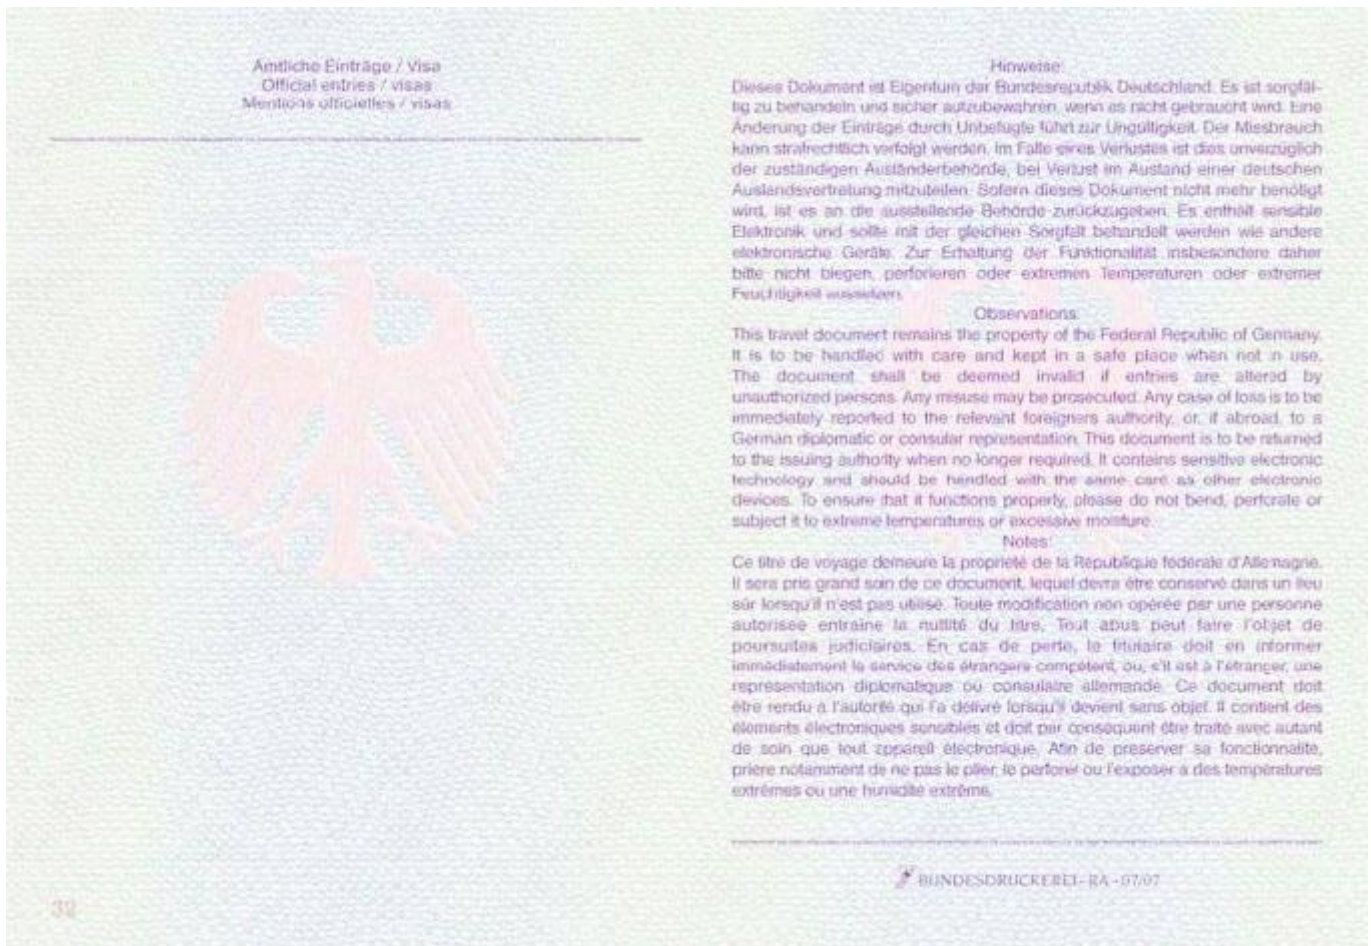 Amtliche Einträge / Visa
Official entries / visas
Mentions officielles / visas
32
Hinweise:
Dieses Dokument ist Eigentum der Bundesrepublik Deutschland. Es ist sorgfäl-
tig zu behandeln und sicher aufzubewahren, wenn es nicht gebraucht wird. Eine
Änderung der Einträge durch Unbefugte führt zur Ungültigkeit. Der Missbrauch
kann strafrechtlich verfolgt werden. Im Falle eines Verlustes ist dies unverzüglich
der zuständigen Ausländerbehörde, bei Verlust im Ausland einer deutschen
Auslandsvertretung mitzuteilen. Sofern dieses Dokument nicht mehr benötigt
wird, ist es an die ausstellende Behörde zurückzugeben. Es enthält sensible
Elektronik und sollte mit der gleichen Sorgfalt behandelt werden wie andere
elektronische Geräte. Zur Erhaltung der Funktionalität insbesondere daher
bitte nicht biegen, perforieren oder extremen Temperaturen oder extremer
Feuchtigkeit aussetzen.
Observations:
This travel document remains the property of the Federal Republic of Germany.
It is to be handled with care and kept in a safe place when not in use.
The document shall be deemed invalid if entries are altered by
unauthorized persons. Any misuse may be prosecuted. Any case of loss is to be
immediately reported to the relevant foreigners authority, or, if abroad, to a
German diplomatic or consular representation. This document is to be returned
to the issuing authority when no longer required. It contains sensitive electronic
technology and should be handled with the same care as other electronic
devices. To ensure that it functions properly, please do not bend, perforate or
subject it to extreme temperatures or excessive moisture.
Notes:
Ce titre de voyage demeure la propriété de la République fédérale d'Allemagne.
Il sera pris grand soin de ce document, lequel devra être conservé dans un lieu
sûr lorsqu'il n'est pas utilisé. Toute modification non opérée par une personne
autorisée entraîne la nullité du titre. Tout abus peut faire l'objet de
poursuites judiciaires. En cas de perte, le titulaire doit en informer
immédiatement le service des étrangers compétent, ou, s'il est à l'étranger, une
représentation diplomatique ou consulaire allemande. Ce document doit
être rendu à l'autorité qui l'a délivré lorsqu'il devient sans objet. Il contient des
éléments électroniques sensibles et doit par conséquent être traité avec autant
de soin que tout appareil électronique. Afin de préserver sa fonctionnalité,
prière notamment de ne pas le plier, le perforer ou l'exposer à des températures
extrêmes ou une humidité extrême.
BUNDESDRUCKEREI - RA - 07/07